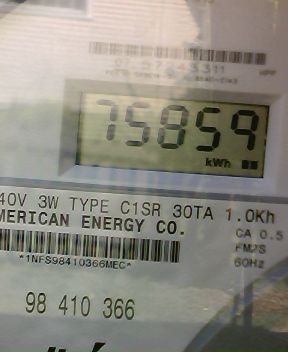 75859
kWh
40V 3W TYPE C1SR 30TA 1.0Kh
MERICAN ENERGY CO.
CA 0.5
*1NFS98410366MEC*
FM2S
60Hz
98 410 366